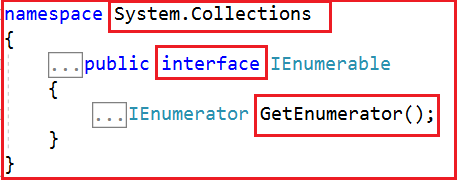 namespace System.Collections
{
...public interface IEnumerable
{
...IEnumerator GetEnumerator();
}
}